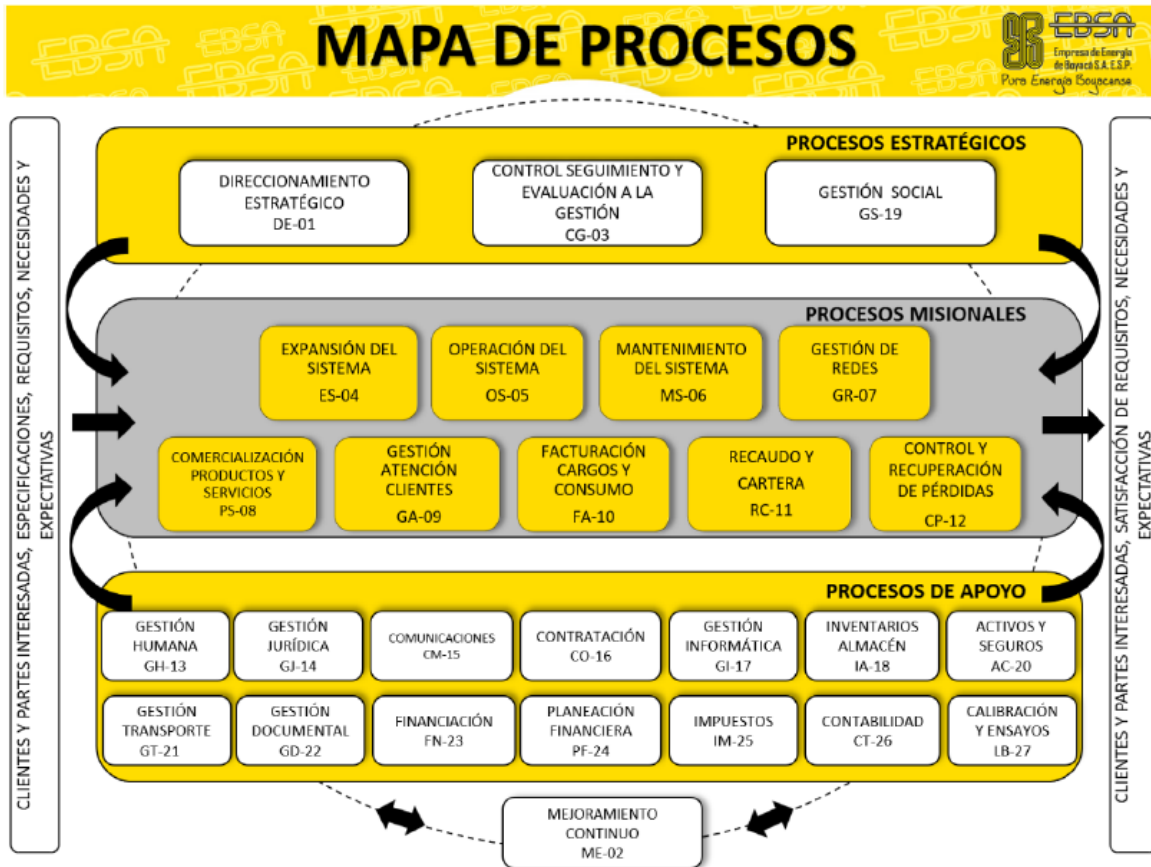 MAPA DE PROCESOS
EBSA
Empresa de Energía
de Boyacá S.A. E.S.P.
Pura Energía Boyacense
CLIENTES Y PARTES INTERESADAS, ESPECIFICACIONES, REQUISITOS, NECESIDADES Y
EXPECTATIVAS
PROCESOS ESTRATÉGICOS
DIRECCIONAMIENTO
ESTRATÉGICO
DE-01
CONTROL SEGUIMIENTO Y
EVALUACIÓN A LA
GESTIÓN
CG-03
GESTIÓN SOCIAL
GS-19
PROCESOS MISIONALES
EXPANSIÓN DEL
SISTEMA
ES-04
OPERACIÓN DEL
SISTEMA
OS-05
MANTENIMIENTO
DEL SISTEMA
MS-06
GESTIÓN DE
REDES
GR-07
COMERCIALIZACIÓN
PRODUCTOS Y
SERVICIOS
PS-08
GESTIÓN
ATENCIÓN
CLIENTES
GA-09
FACTURACIÓN
CARGOS Y
CONSUMO
FA-10
RECAUDO Y
CARTERA
RC-11
CONTROL Y
RECUPERACIÓN
DE PÉRDIDAS
CP-12
PROCESOS DE APOYO
GESTIÓN
HUMANA
GH-13
GESTIÓN
JURÍDICA
GJ-14
COMUNICACIONES
CM-15
CONTRATACIÓN
CO-16
GESTIÓN
INFORMÁTICA
GI-17
INVENTARIOS
ALMACÉN
IA-18
ACTIVOS Y
SEGUROS
AC-20
GESTIÓN
TRANSPORTE
GT-21
GESTIÓN
DOCUMENTAL
GD-22
FINANCIACIÓN
FN-23
PLANEACIÓN
FINANCIERA
PF-24
IMPUESTOS
IM-25
CONTABILIDAD
CT-26
CALIBRACIÓN
Y ENSAYOS
LB-27
MEJORAMIENTO
CONTINUO
ME-02
CLIENTES Y PARTES INTERESADAS, SATISFACCIÓN DE REQUISITOS, NECESIDADES Y
EXPECTATIVAS